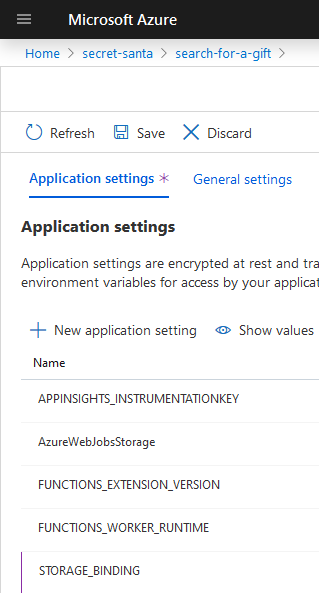 Microsoft Azure
Home > secret-santa > search-for-a-gift >
Refresh Save Discard
Application settings * General settings
Application settings
Application settings are encrypted at rest and tra
environment variables for access by your applicat
New application setting Show values
Name
APPINSIGHTS_INSTRUMENTATIONKEY
AzureWebJobsStorage
FUNCTIONS_EXTENSION_VERSION
FUNCTIONS_WORKER_RUNTIME
STORAGE_BINDING